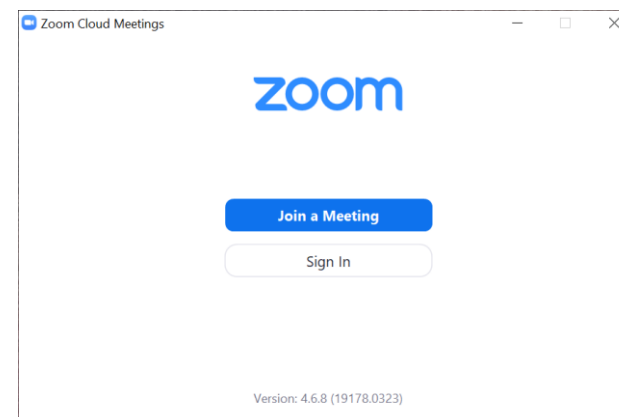 Zoom Cloud Meetings
zoom
Join a Meeting
Sign In
Version: 4.6.8 (19178.0323)